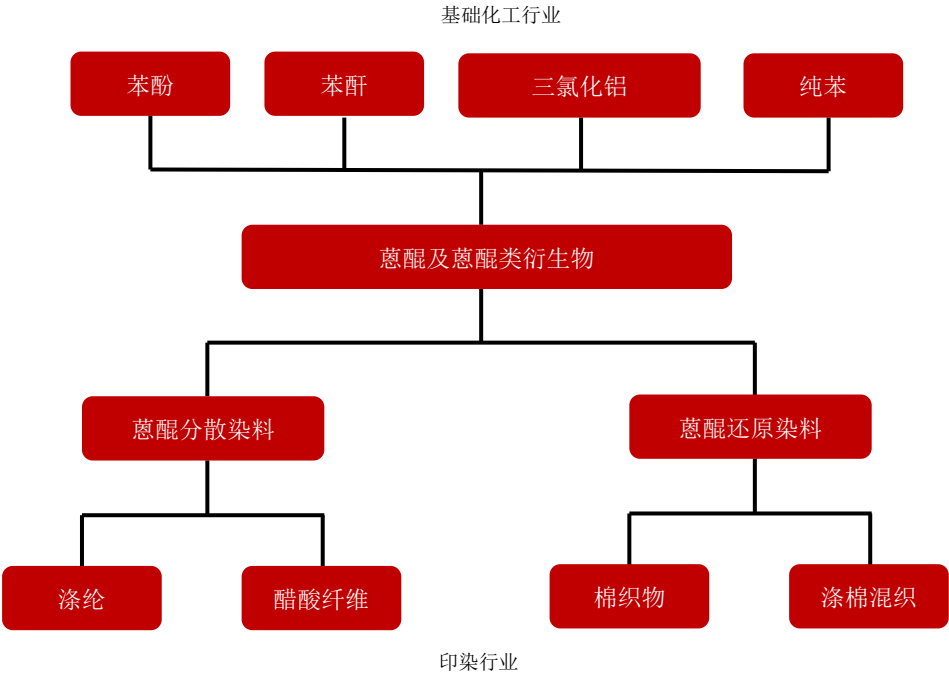 基础化工行业
苯酚
苯酐
三氯化铝
纯苯
蒽醌及蒽醌类衍生物
蒽醌分散染料
蒽醌还原染料
涤纶
醋酸纤维
棉织物
涤棉混织
印染行业